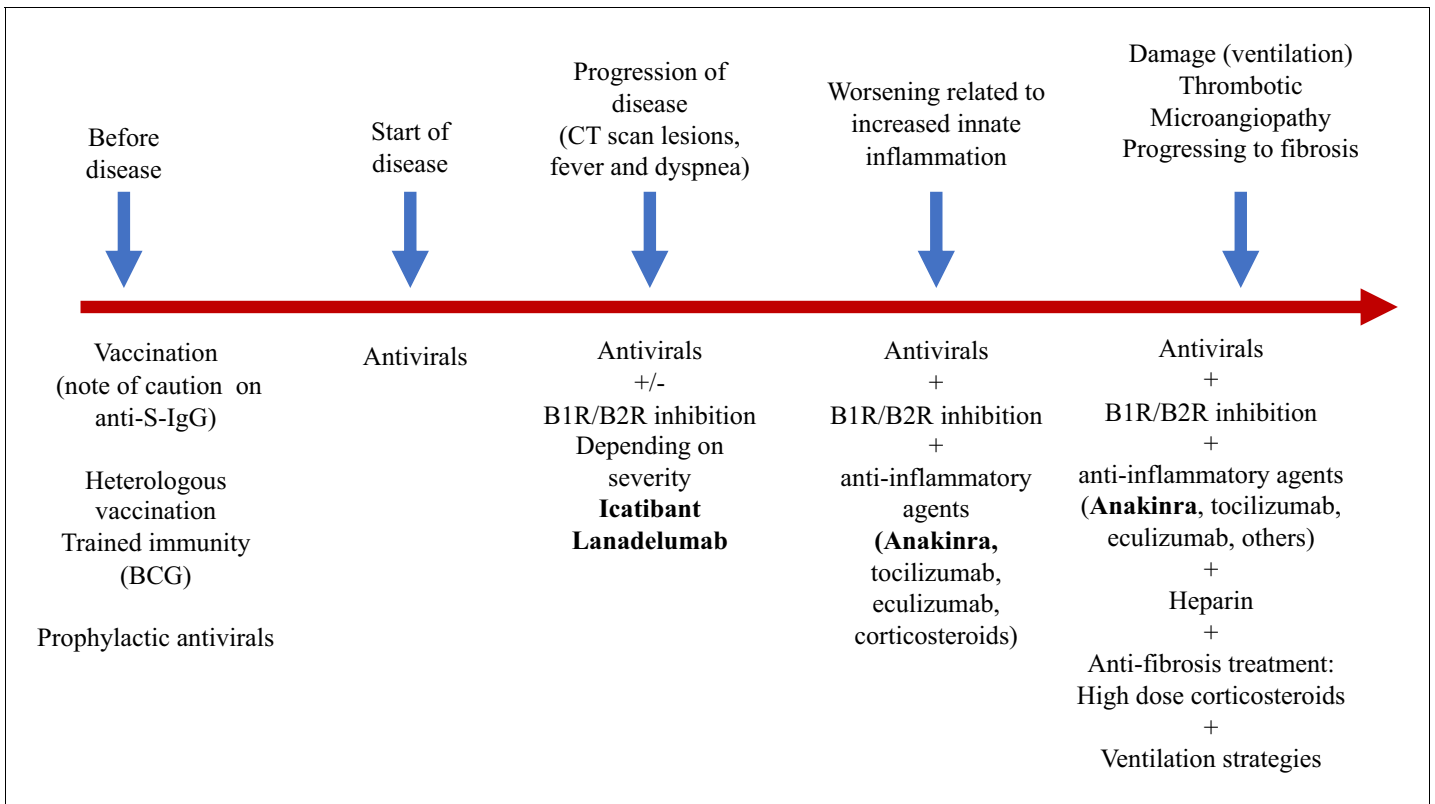 Before
disease
Start of
disease
Progression of
disease
(CT scan lesions,
fever and dyspnea)
Worsening related to
increased innate
inflammation
Damage (ventilation)
Thrombotic
Microangiopathy
Progressing to fibrosis
Vaccination
(note of caution on
anti-S-IgG)
Heterologous
vaccination
Trained immunity
(BCG)
Prophylactic antivirals
Antivirals
Antivirals
+/-
B1R/B2R inhibition
Depending on
severity
Icatibant
Lanadelumab
Antivirals
+
B1R/B2R inhibition
+
anti-inflammatory
agents
(Anakinra,
tocilizumab,
eculizumab,
corticosteroids)
Antivirals
+
B1R/B2R inhibition
+
anti-inflammatory agents
(Anakinra, tocilizumab,
eculizumab, others)
+
Heparin
+
Anti-fibrosis treatment:
High dose corticosteroids
+
Ventilation strategies